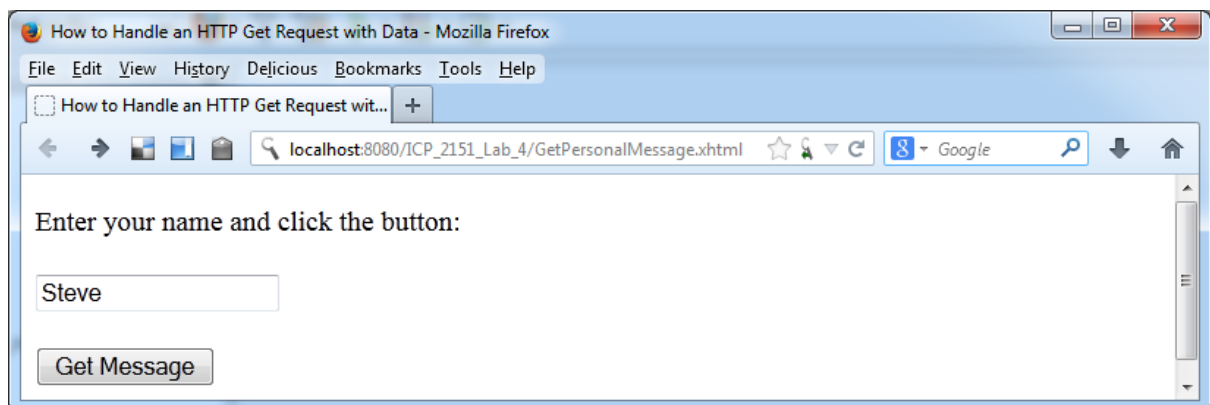 How to Handle an HTTP Get Request with Data - Mozilla Firefox
File Edit View History Delicious Bookmarks Tools Help
How to Handle an HTTP Get Request wit... +
localhost:8080/ICP_2151_Lab_4/GetPersonalMessage.xhtml 8 Google
Enter your name and click the button:
Steve
Get Message